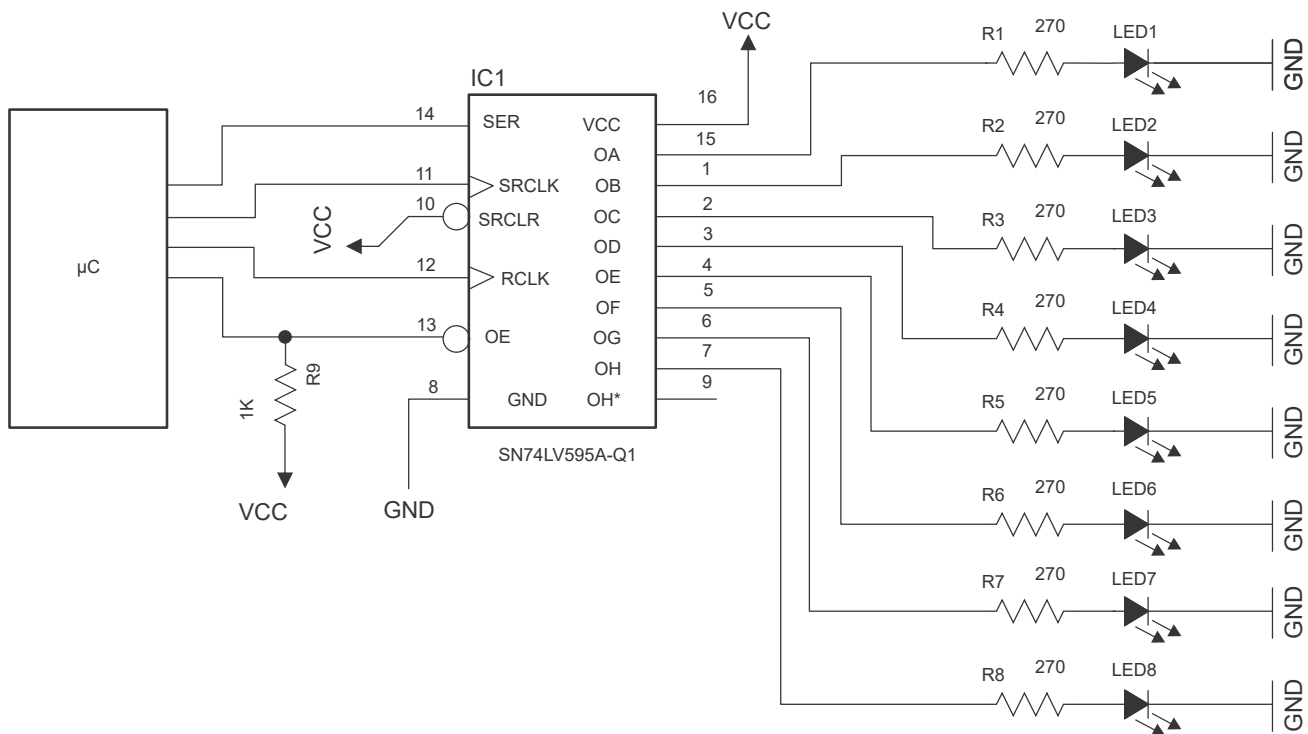 VCC
IC1
µC
14
11
10
12
13
8
VCC
R9
1K
VCC
GND
SER
SRCLK
SRCLR
RCLK
OE
GND
VCC
OA
OB
OC
OD
OE
OF
OG
OH
OH*
SN74LV595A-Q1
16
15
1
2
3
4
5
6
7
9
R1 270 LED1 GND
R2 270 LED2 GND
R3 270 LED3 GND
R4 270 LED4 GND
R5 270 LED5 GND
R6 270 LED6 GND
R7 270 LED7 GND
R8 270 LED8 GND